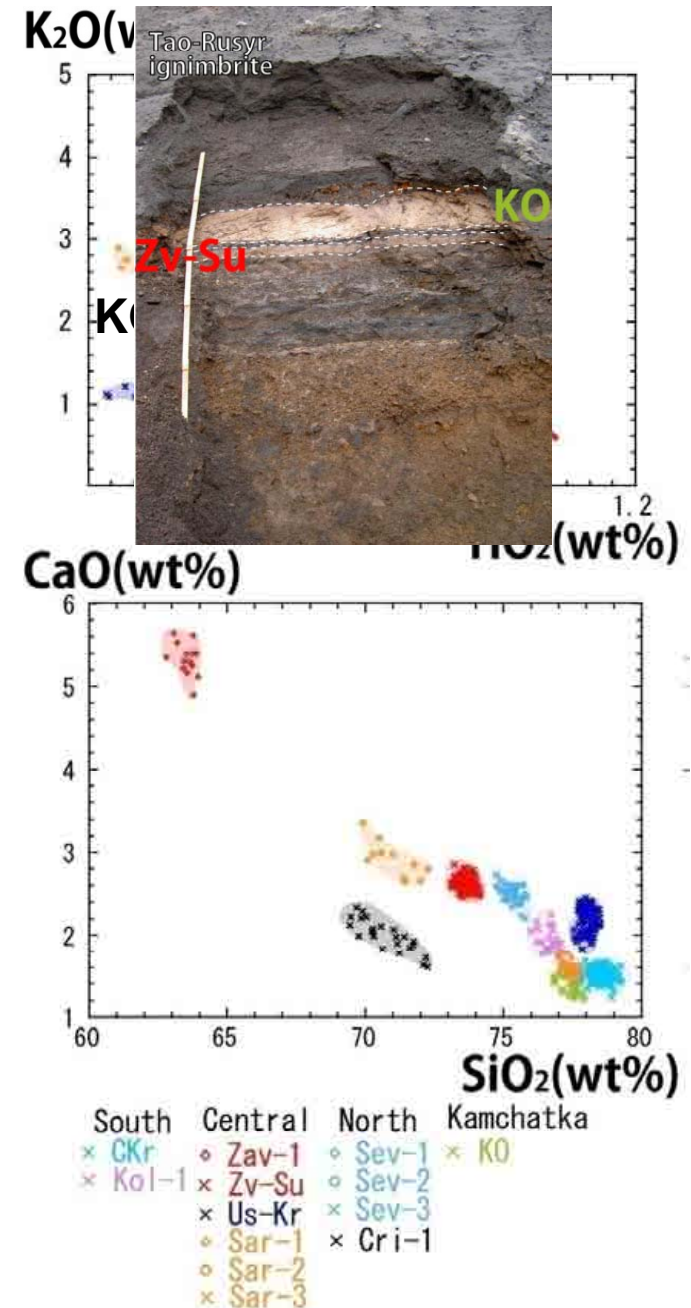 K2O(w
Tao-Rusyr
ignimbrite
5
4
KO
3
Zv-Su
2
K
1
1.2
TiO2(wt%)
CaO(wt%)
6
5
4
3
2
1
60 65 70 75 80
SiO2(wt%)
South Central North Kamchatka
× CKr ◇ Zav-1 ◇ Sev-1 × KO
× Kol-1 × Zv-Su ○ Sev-2
× Us-Kr × Sev-3
◇ Sar-1 × Cri-1
○ Sar-2
× Sar-3